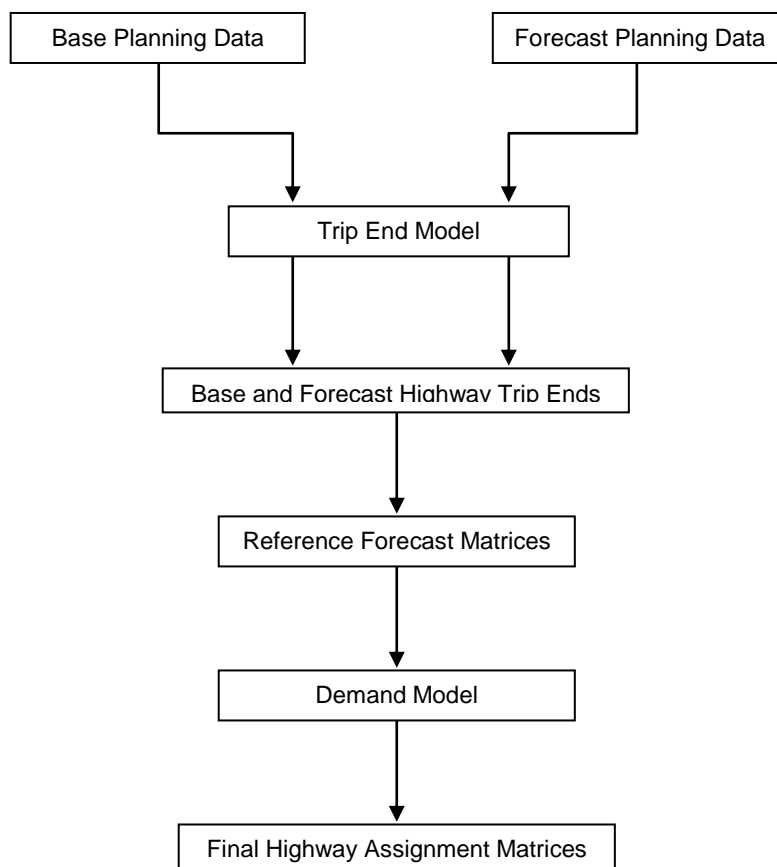 Base Planning Data
Forecast Planning Data
Trip End Model
Base and Forecast Highway Trip Ends
Reference Forecast Matrices
Demand Model
Final Highway Assignment Matrices